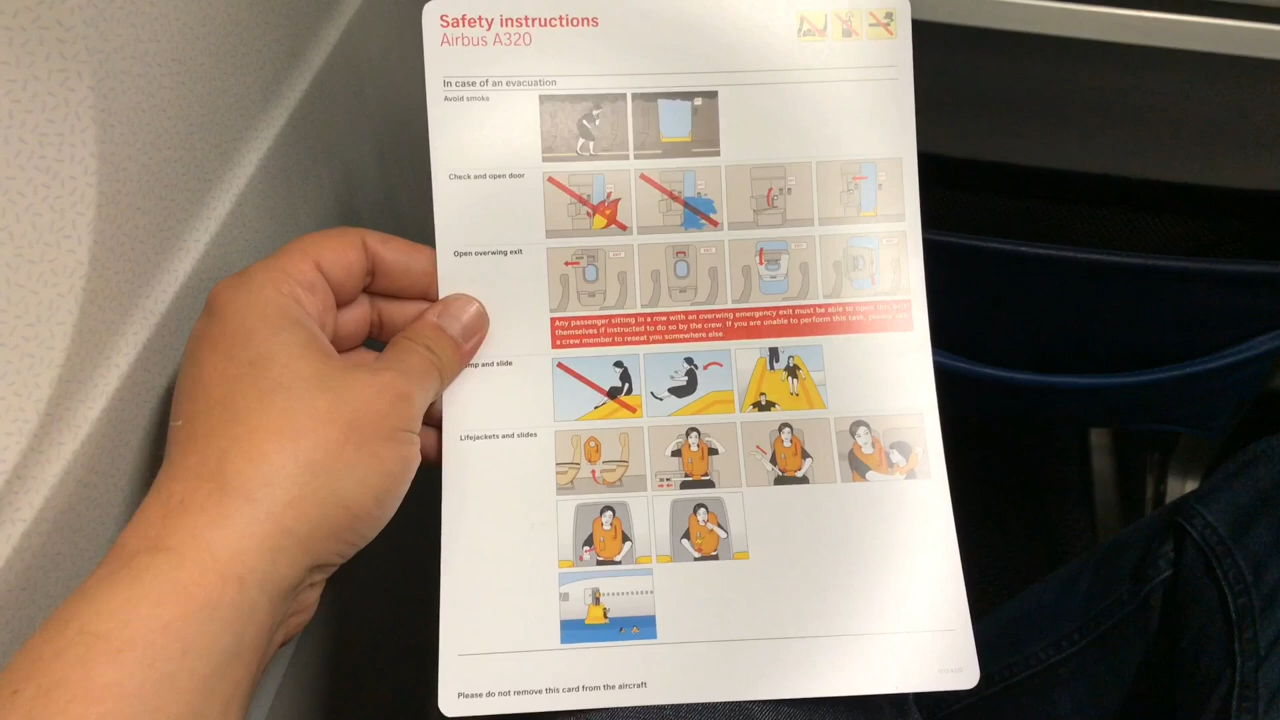 Safety instructions
Airbus A320
In case of an evacuation
Avoid smoke
Check and open door
Open overwing exit
Any passenger sitting in a row with an overwing emergency exit must be able to open this exit
themselves if instructed to do so by the crew. If you are unable to perform this task, please
a crew member to reseat you somewhere else.
mp and slide
Lifejackets and slides
Please do not remove this card from the aircraft